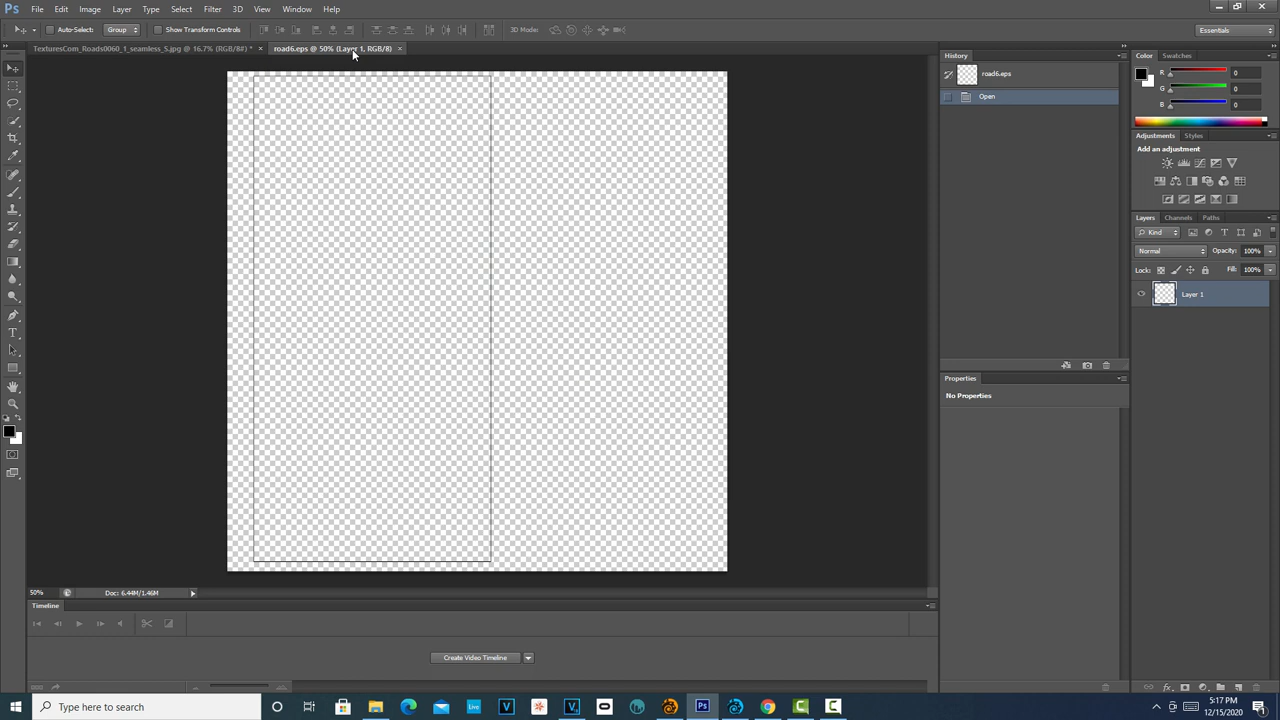 Ps File Edit Image Layer Type Select Filter 3D View Window Help
Auto-Select: Group Show Transform Controls 3D Mode: Essentials
TexturesCom_Roads0060_1_seamless_S.jpg @ 16.7% (RGB/8#) * × road6.eps @ 50% (Layer 1, RGB/8) ×
History
road6.eps
Open
Properties
No Properties
Color Swatches
R 0
G 0
B 0
Adjustments Styles
Add an adjustment
Layers Channels Paths
Kind
Normal Opacity: 100%
Lock: Fill: 100%
Layer 1
50% Doc: 6.44M/1.46M
Timeline
Create Video Timeline
Type here to search
Live
Ps
5:17 PM
12/15/2020